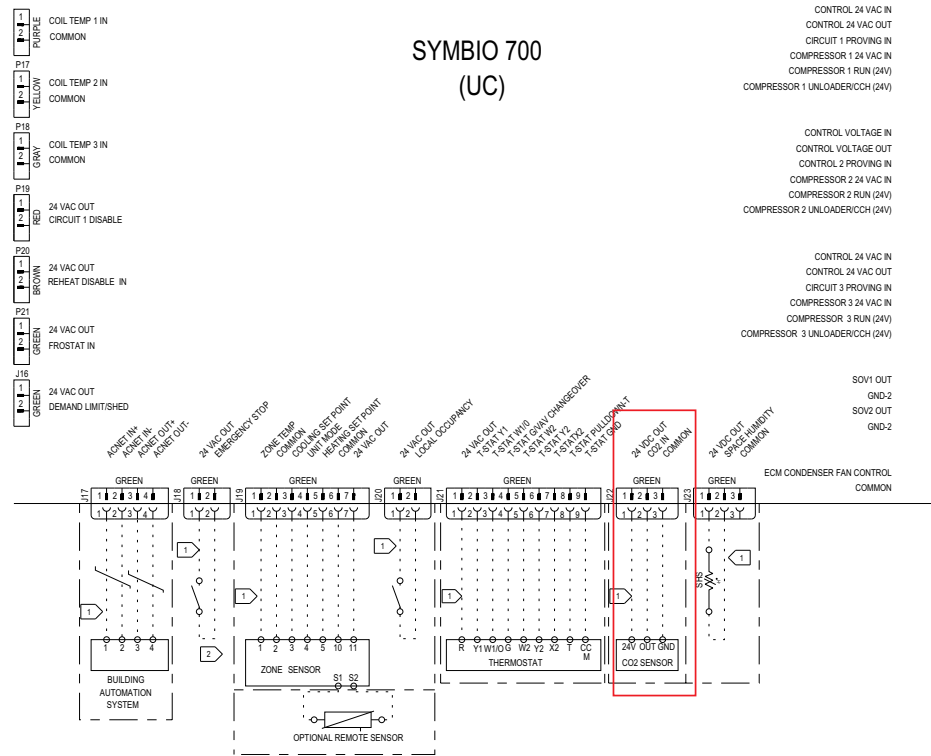 SYMBIO 700
(UC)
1 COIL TEMP 1 IN
2 COMMON
PURPLE
P17
1 COIL TEMP 2 IN
2 COMMON
YELLOW
P18
1 COIL TEMP 3 IN
2 COMMON
GRAY
P19
1 24 VAC OUT
2 CIRCUIT 1 DISABLE
RED
P20
1 24 VAC OUT
2 REHEAT DISABLE IN
BROWN
P21
1 24 VAC OUT
2 FROSTAT IN
GREEN
J16
1 24 VAC OUT
2 DEMAND LIMIT/SHED
GREEN
CONTROL 24 VAC IN
CONTROL 24 VAC OUT
CIRCUIT 1 PROVING IN
COMPRESSOR 1 24 VAC IN
COMPRESSOR 1 RUN (24V)
COMPRESSOR 1 UNLOADER/CCH (24V)
CONTROL VOLTAGE IN
CONTROL VOLTAGE OUT
CONTROL 2 PROVING IN
COMPRESSOR 2 24 VAC IN
COMPRESSOR 2 RUN (24V)
COMPRESSOR 2 UNLOADER/CCH (24V)
CONTROL 24 VAC IN
CONTROL 24 VAC OUT
CIRCUIT 3 PROVING IN
COMPRESSOR 3 24 VAC IN
COMPRESSOR 3 RUN (24V)
COMPRESSOR 3 UNLOADER/CCH (24V)
SOV1 OUT
GND-2
SOV2 OUT
GND-2
ECM CONDENSER FAN CONTROL
COMMON
ACNET IN+
ACNET IN-
ACNET OUT+
ACNET OUT-
GREEN
J17
1 2 3 4
1 2 3 4
1
1 2 3 4
BUILDING
AUTOMATION
SYSTEM
24 VAC OUT
EMERGENCY STOP
GREEN
J18
1 2
1 2
1
2
ZONE TEMP
COMMON
COOLING SET POINT
UNIT MODE
HEATING SET POINT
COMMON
24 VAC OUT
GREEN
J19
1 2 3 4 5 6 7
1 2 3 4 5 6 7
1
1 2 3 4 5 10 11
ZONE SENSOR
S1 S2
OPTIONAL REMOTE SENSOR
24 VAC OUT
LOCAL OCCUPANCY
GREEN
J20
1 2
1 2
1
24 VAC OUT
T-STAT Y1
T-STAT W1/0
T-STAT G/VAV CHANGEOVER
T-STAT W2
T-STAT Y2
T-STATX2
T-STAT PULLDOWN-T
T-STAT GND
GREEN
J21
1 2 3 4 5 6 7 8 9
1 2 3 4 5 6 7 8 9
1
R Y1 W1/O G W2 Y2 X2 T CC
M
THERMOSTAT
24 VDC OUT
CO2 IN
COMMON
GREEN
J22
1 2 3
1 2 3
1
24V OUT GND
CO2 SENSOR
24 VDC OUT
SPACE HUMIDITY
COMMON
GREEN
J23
1 2 3
1 2 3
1
SHS